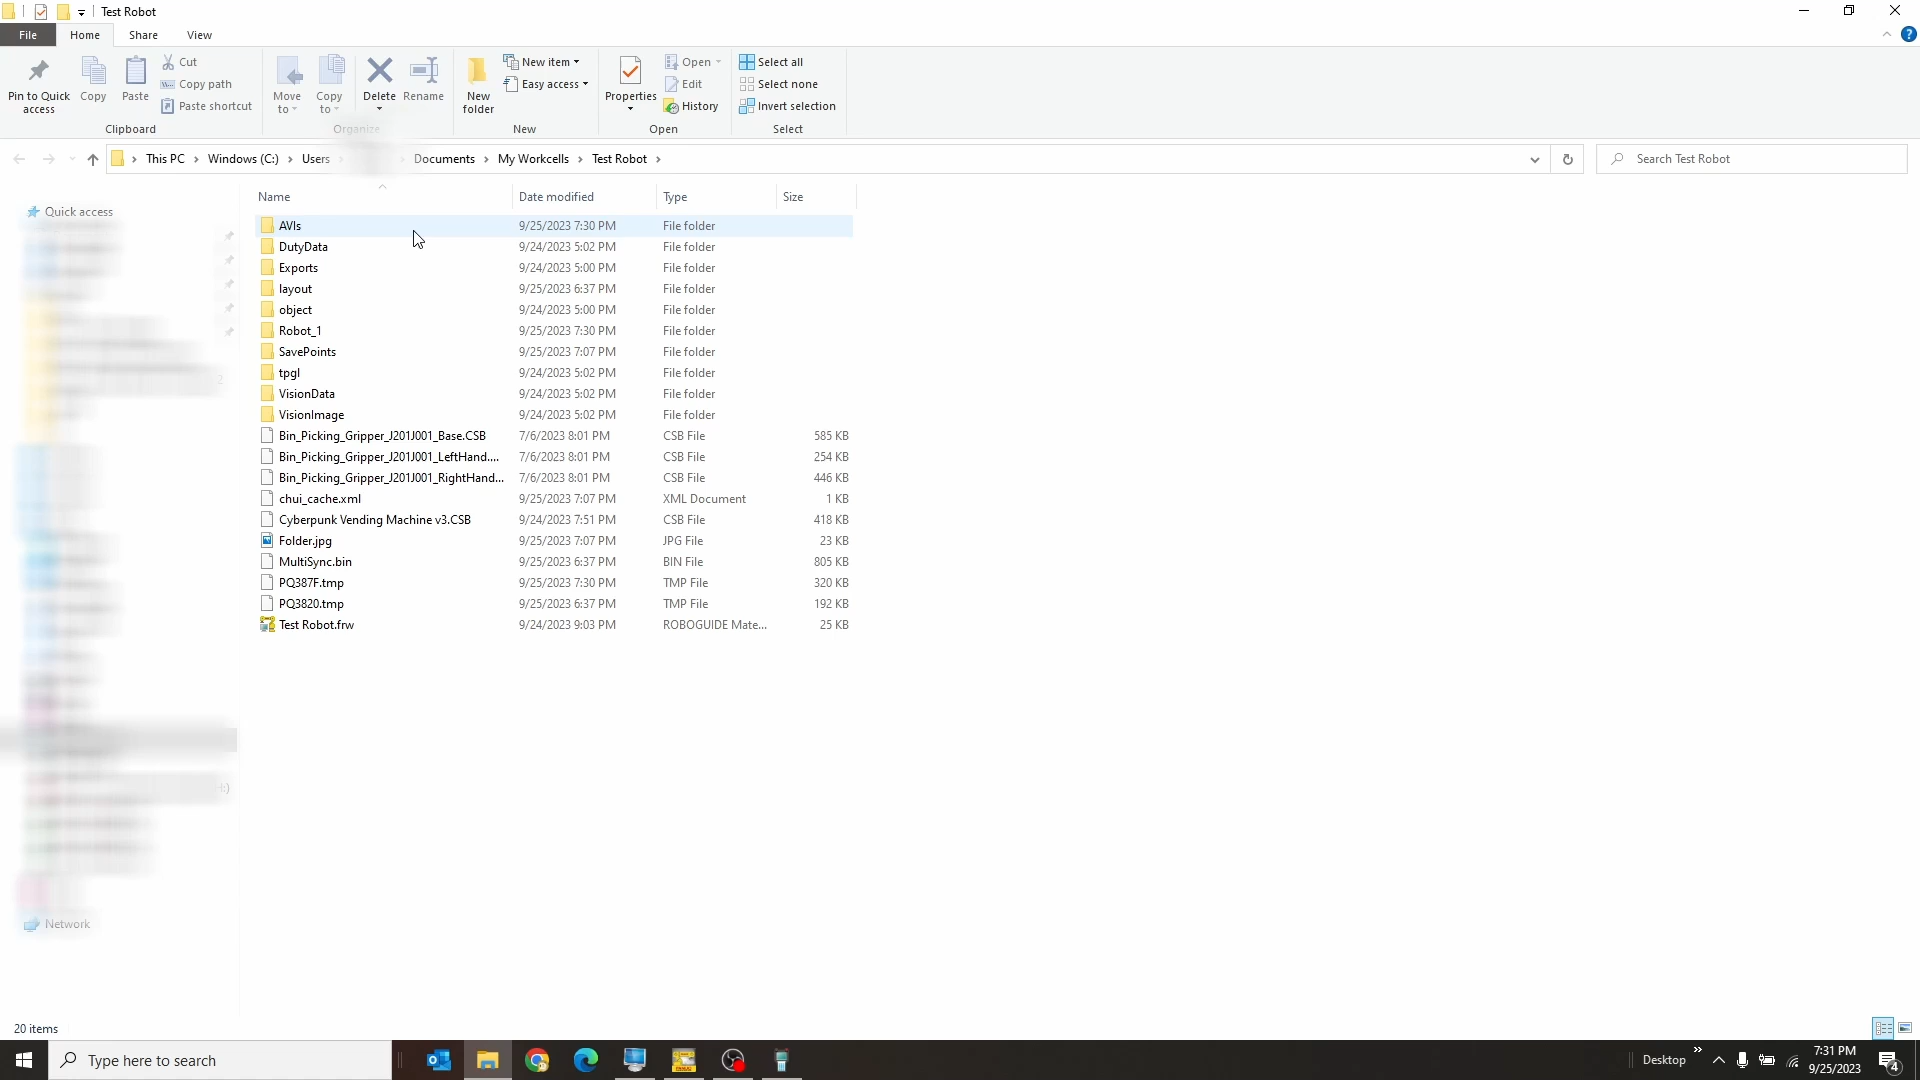 Test Robot
File Home Share View
Pin to Quick access
Copy
Paste
Cut
Copy path
Paste shortcut
Clipboard
Move to
Copy to
Delete
Rename
Organize
New folder
New item
Easy access
New
Properties
Open
Edit
History
Open
Select all
Select none
Invert selection
Select
This PC > Windows (C:) > Users > Documents > My Workcells > Test Robot >
Search Test Robot
Quick access
2
:)
Network
Name Date modified Type Size
AVIs 9/25/2023 7:30 PM File folder
DutyData 9/24/2023 5:02 PM File folder
Exports 9/24/2023 5:00 PM File folder
layout 9/25/2023 6:37 PM File folder
object 9/24/2023 5:00 PM File folder
Robot_1 9/25/2023 7:30 PM File folder
SavePoints 9/25/2023 7:07 PM File folder
tpgl 9/24/2023 5:02 PM File folder
VisionData 9/24/2023 5:02 PM File folder
VisionImage 9/24/2023 5:02 PM File folder
Bin_Picking_Gripper_J201J001_Base.CSB 7/6/2023 8:01 PM CSB File 585 KB
Bin_Picking_Gripper_J201J001_LeftHand.... 7/6/2023 8:01 PM CSB File 254 KB
Bin_Picking_Gripper_J201J001_RightHand... 7/6/2023 8:01 PM CSB File 446 KB
chui_cache.xml 9/25/2023 7:07 PM XML Document 1 KB
Cyberpunk Vending Machine v3.CSB 9/24/2023 7:51 PM CSB File 418 KB
Folder.jpg 9/25/2023 7:07 PM JPG File 23 KB
MultiSync.bin 9/25/2023 6:37 PM BIN File 805 KB
PQ387F.tmp 9/25/2023 7:30 PM TMP File 320 KB
PQ3820.tmp 9/25/2023 6:37 PM TMP File 192 KB
Test Robot.frw 9/24/2023 9:03 PM ROBOGUIDE Mate... 25 KB
20 items
Type here to search
Desktop
7:31 PM
9/25/2023
4